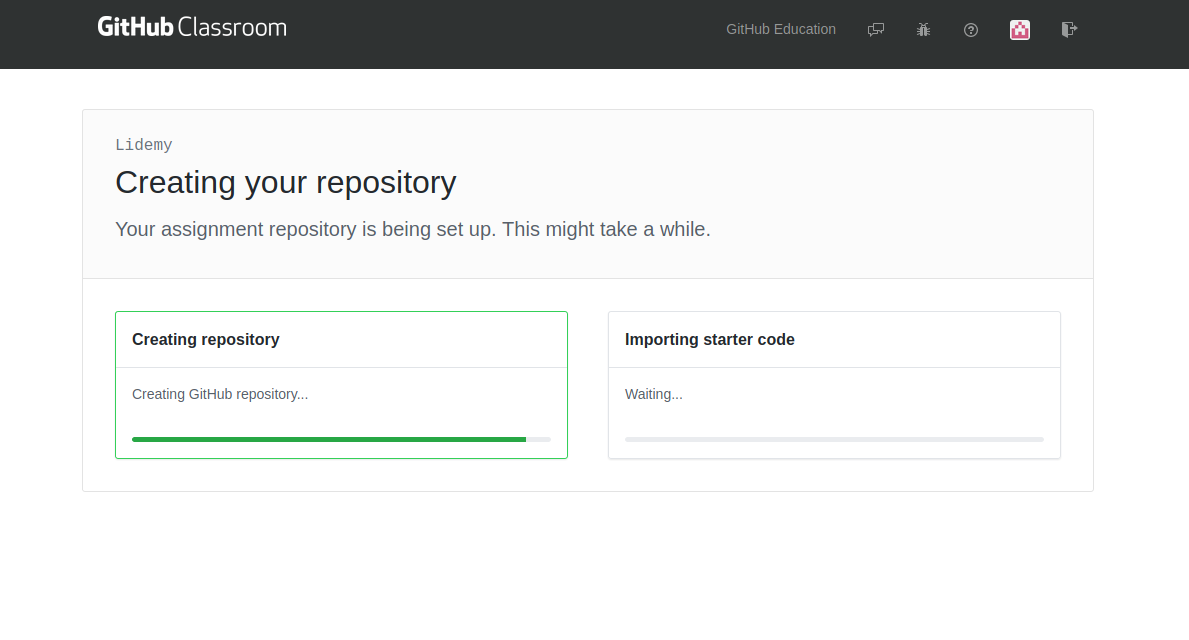 GitHub Classroom
GitHub Education
Lidemy
Creating your repository
Your assignment repository is being set up. This might take a while.
Creating repository
Creating GitHub repository...
Importing starter code
Waiting...